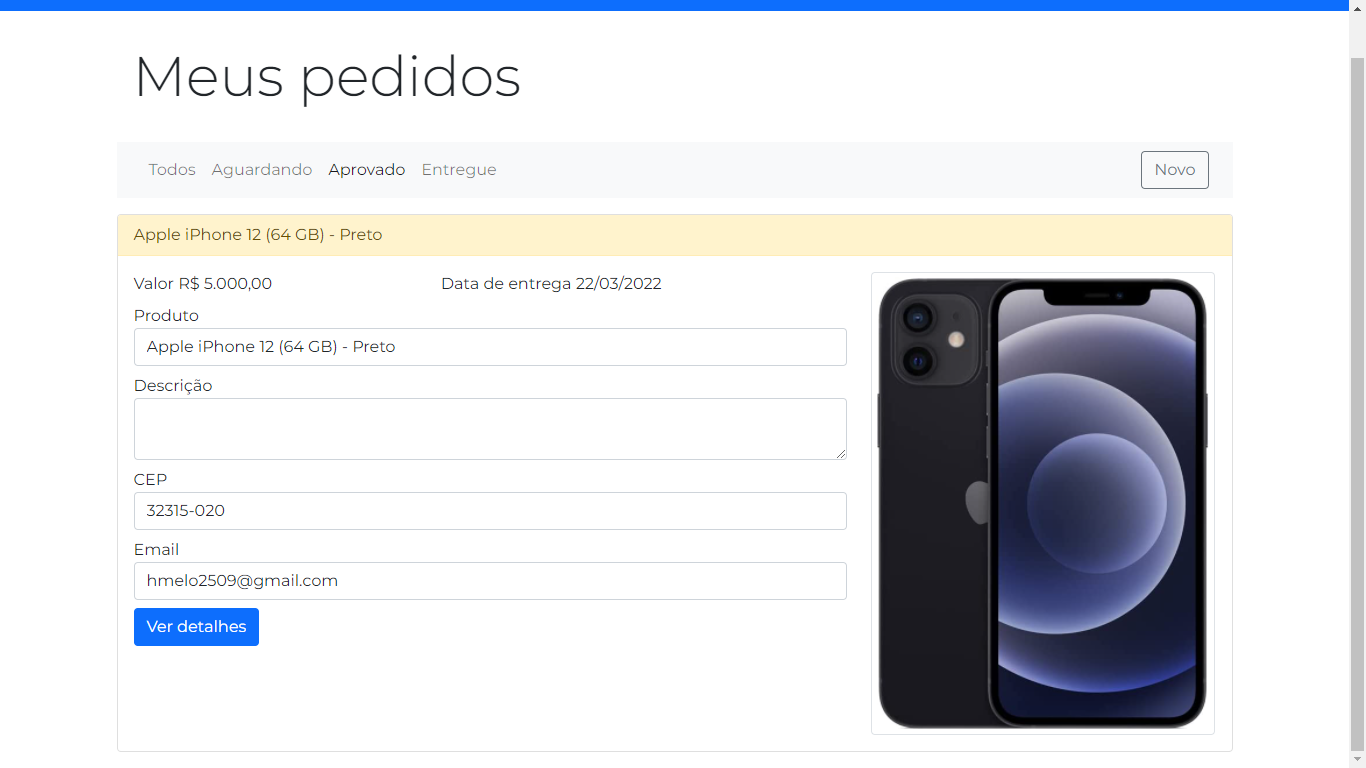 Meus pedidos
Todos Aguardando Aprovado Entregue Novo
Apple iPhone 12 (64 GB) - Preto
Valor R$ 5.000,00 Data de entrega 22/03/2022
Produto
Apple iPhone 12 (64 GB) - Preto
Descrição
CEP
32315-020
Email
hmelo2509@gmail.com
Ver detalhes